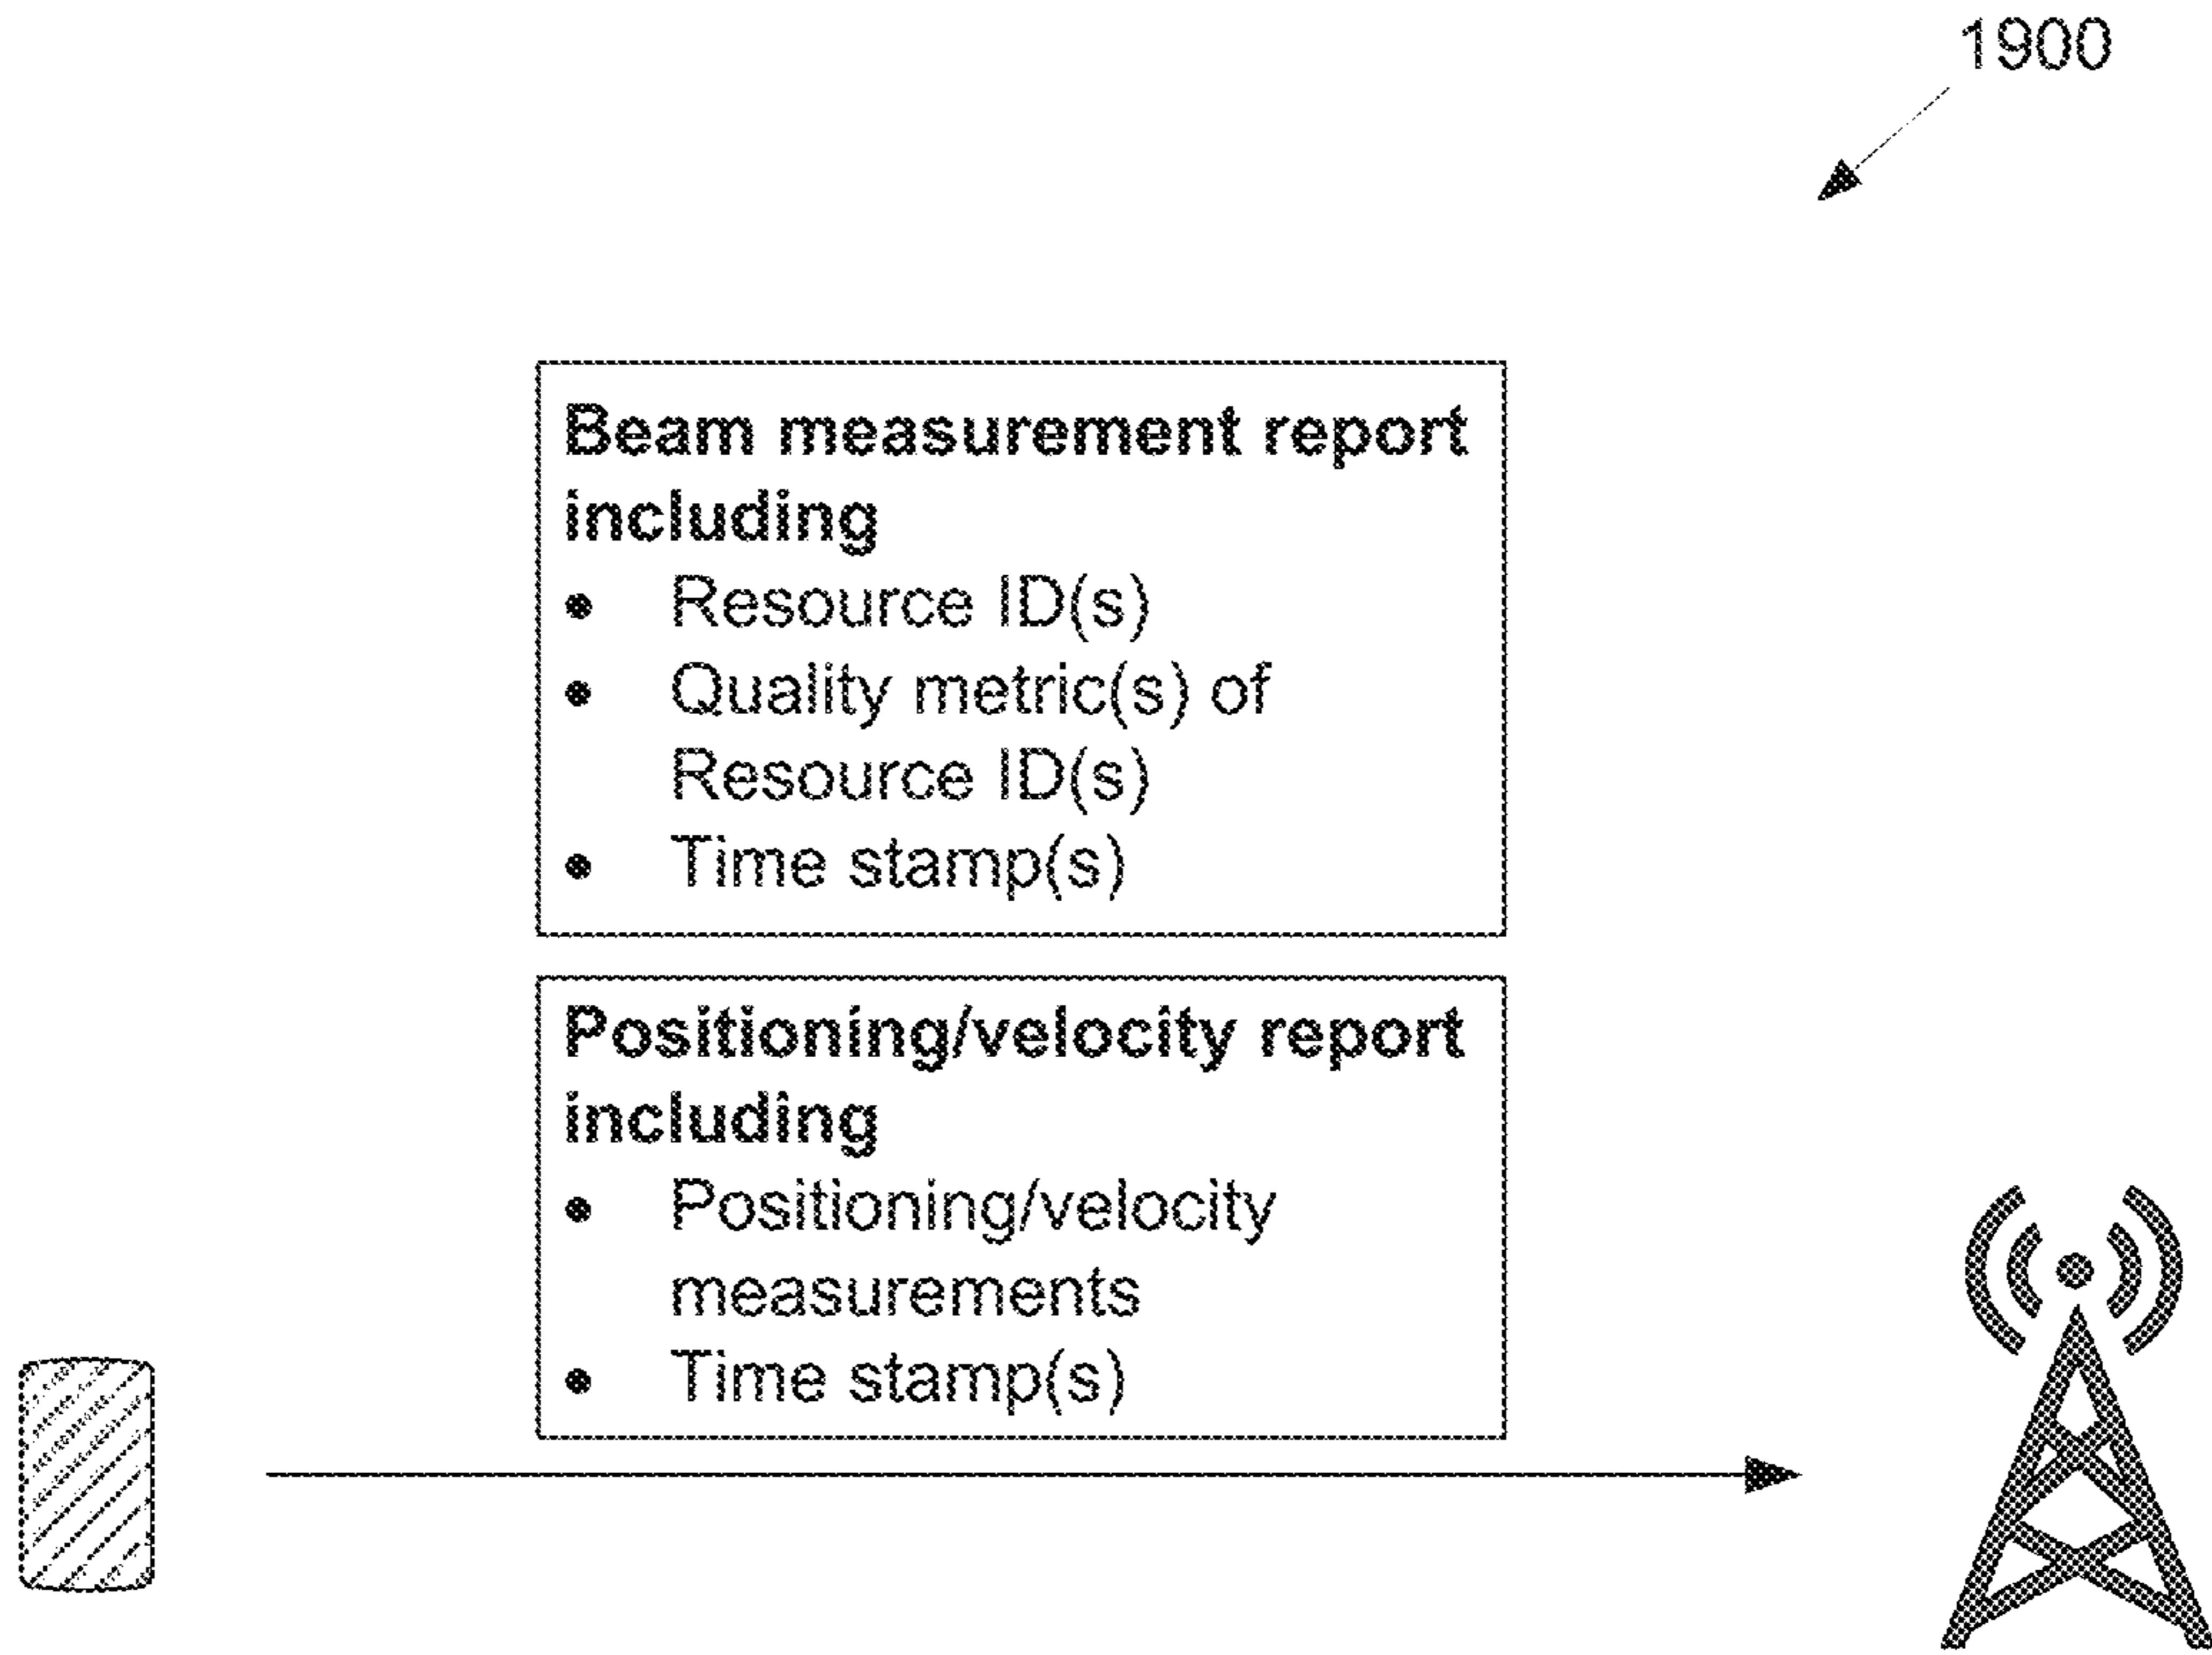 1900
Beam measurement report
including
• Resource ID(s)
• Quality metric(s) of
Resource ID(s)
• Time stamp(s)
Positioning/velocity report
including
• Positioning/velocity
measurements
• Time stamp(s)